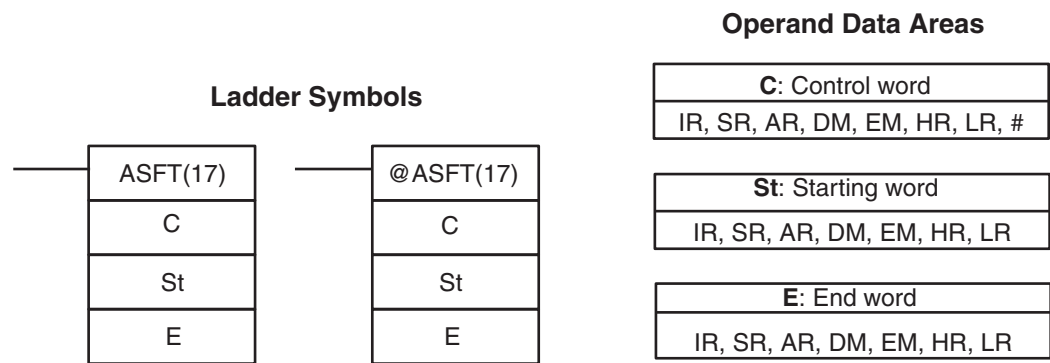 Ladder Symbols
ASFT(17)
C
St
E
@ASFT(17)
C
St
E
Operand Data Areas
C: Control word
IR, SR, AR, DM, EM, HR, LR, #
St: Starting word
IR, SR, AR, DM, EM, HR, LR
E: End word
IR, SR, AR, DM, EM, HR, LR